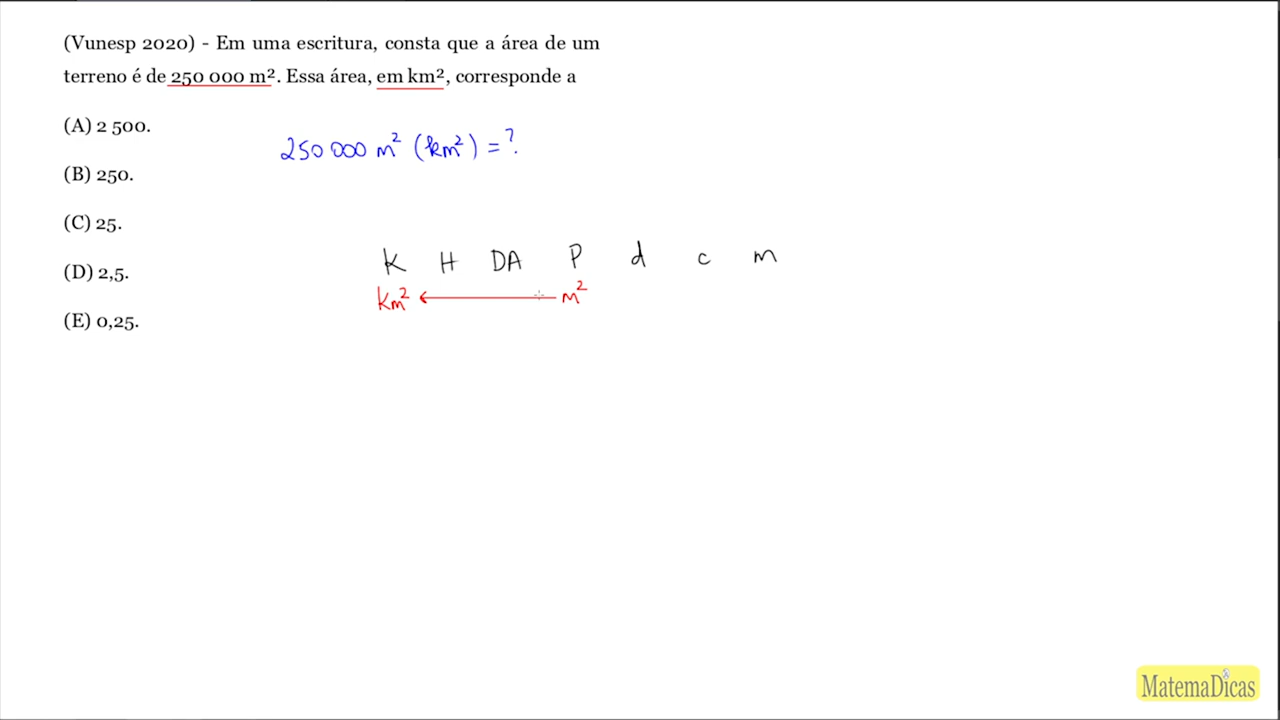 (Vunesp 2020) - Em uma escritura, consta que a área de um
terreno é de 250 000 m². Essa área, em km², corresponde a
(A) 2 500.
250 000 m² (km²) = ?
(B) 250.
(C) 25.
K H DA P d c m
(D) 2,5.
km² ← m²
(E) 0,25.
MatemaDicas